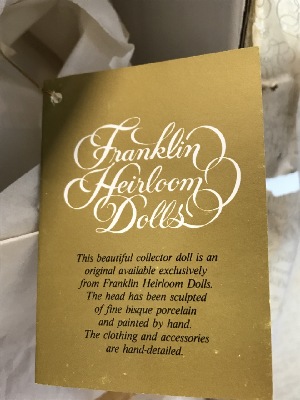 Franklin
Heirloom
Dolls
This beautiful collector doll is an
original available exclusively
from Franklin Heirloom Dolls.
The head has been sculpted
of fine bisque porcelain
and painted by hand.
The clothing and accessories
are hand-detailed.